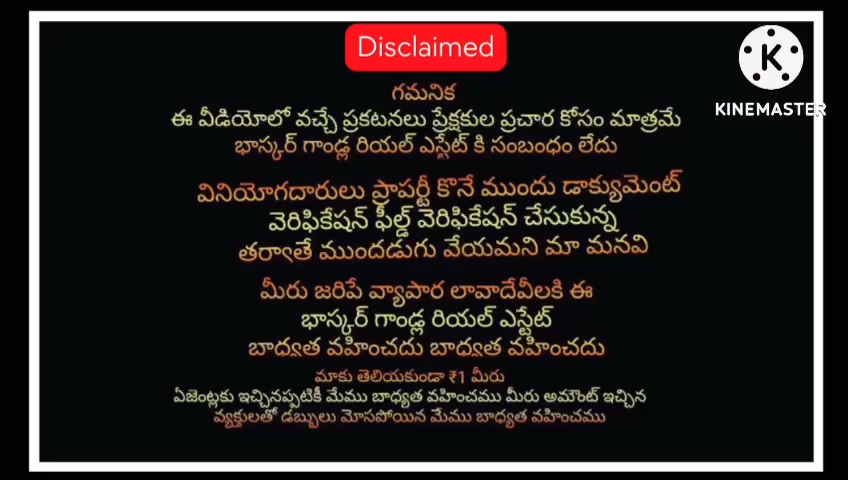 Disclaimed
K
KINEMASTER
గమనిక
ఈ వీడియోలో వచ్చే ప్రకటనలు ప్రేక్షకుల ప్రచార కోసం మాత్రమే
భాస్కర్ గాండ్ల రియల్ ఎస్టేట్ కి సంబంధం లేదు
వినియోగదారులు ప్రాపర్టీ కొనే ముందు డాక్యుమెంట్
వెరిఫికేషన్ ఫీల్డ్ వెరిఫికేషన్ చేసుకున్న
తర్వాతే ముందడుగు వేయమని మా మనవి
మీరు జరిపే వ్యాపార లావాదేవీలకి ఈ
భాస్కర్ గాండ్ల రియల్ ఎస్టేట్
బాధ్యత వహించదు బాధ్యత వహించదు
మాకు తెలియకుండా ₹1 మీరు
ఏజెంట్లకు ఇచ్చినప్పటికీ మేము బాధ్యత వహించము మీరు అమౌంట్ ఇచ్చిన
వ్యక్తులతో డబ్బులు మోసపోయిన మేము బాధ్యత వహించము